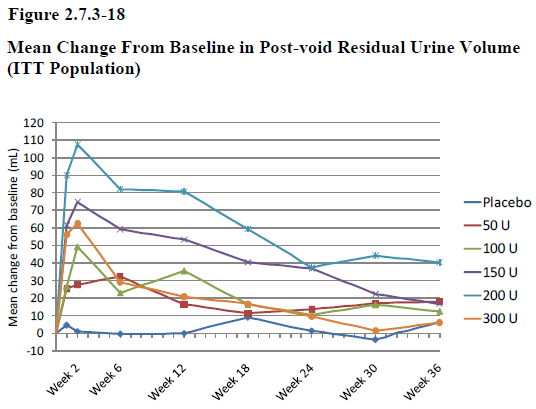 Figure 2.7.3-18
Mean Change From Baseline in Post-void Residual Urine Volume
(ITT Population)
Mean change from baseline (mL)
120
110
100
90
80
70
60
50
40
30
20
10
0
-10
Week 2
Week 6
Week 12
Week 18
Week 24
Week 30
Week 36
Placebo
50 U
100 U
150 U
200 U
300 U